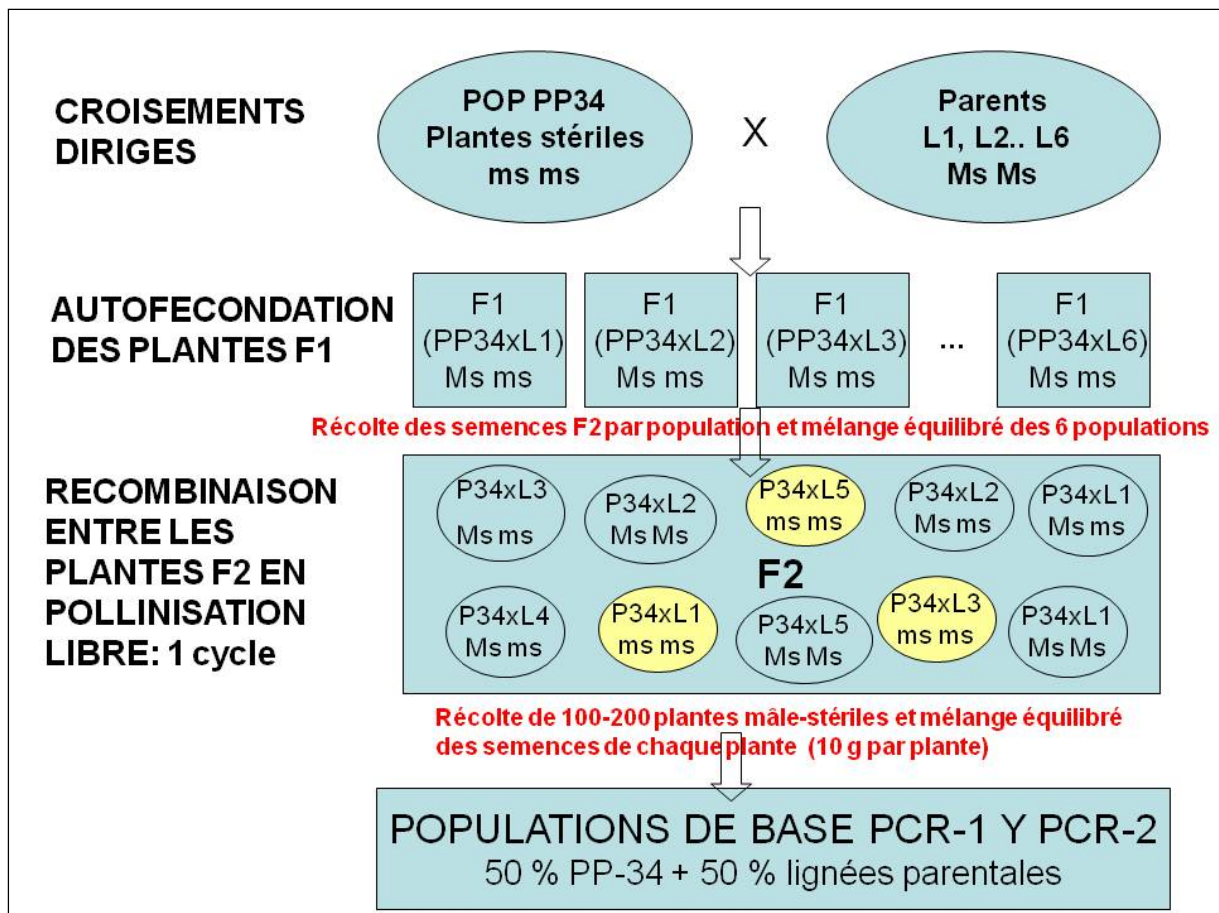 CROISEMENTS
DIRIGES
POP PP34
Plantes stériles
ms ms
X
Parents
L1, L2.. L6
Ms Ms
AUTOFECONDATION
DES PLANTES F1
F1
(PP34xL1)
Ms ms
F1
(PP34xL2)
Ms ms
F1
(PP34xL3)
Ms ms
...
F1
(PP34xL6)
Ms ms
Récolte des semences F2 par population et mélange équilibré des 6 populations
RECOMBINAISON
ENTRE LES
PLANTES F2 EN
POLLINISATION
LIBRE: 1 cycle
P34xL3
Ms ms
P34xL2
Ms Ms
P34xL5
ms ms
P34xL2
Ms ms
P34xL1
Ms ms
F2
P34xL4
Ms ms
P34xL1
ms ms
P34xL5
Ms Ms
P34xL3
ms ms
P34xL1
Ms Ms
Récolte de 100-200 plantes mâle-stériles et mélange équilibré
des semences de chaque plante (10 g par plante)
POPULATIONS DE BASE PCR-1 Y PCR-2
50 % PP-34 + 50 % lignées parentales